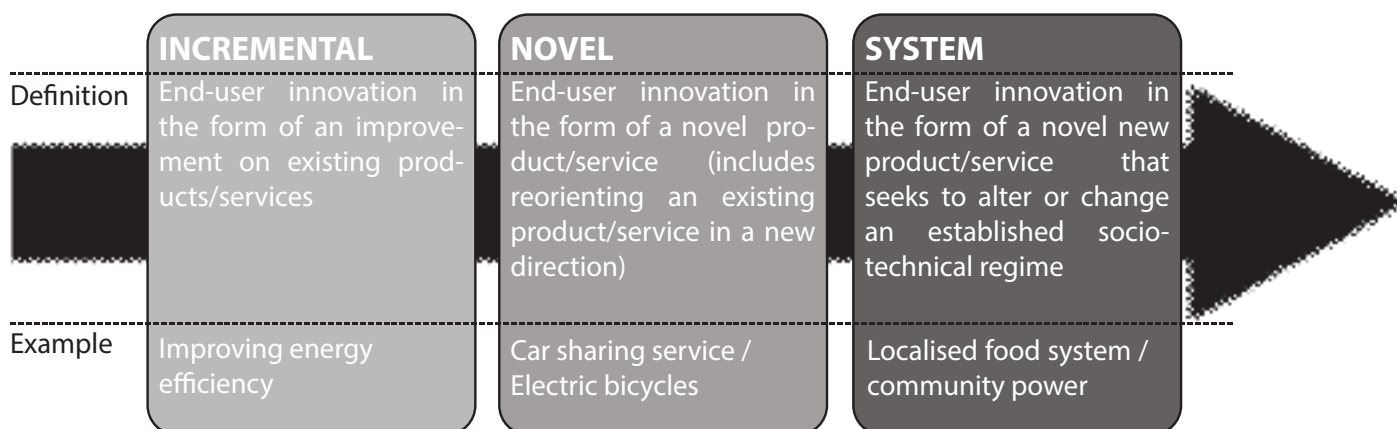 INCREMENTAL
NOVEL
SYSTEM
Definition
End-user innovation in
the form of an improve-
ment on existing prod-
ucts/services
End-user innovation in
the form of a novel pro-
duct/service (includes
reorienting an existing
product/service in a new
direction)
End-user innovation in
the form of a novel new
product/service that
seeks to alter or change
an established socio-
technical regime
Example
Improving energy
efficiency
Car sharing service /
Electric bicycles
Localised food system /
community power